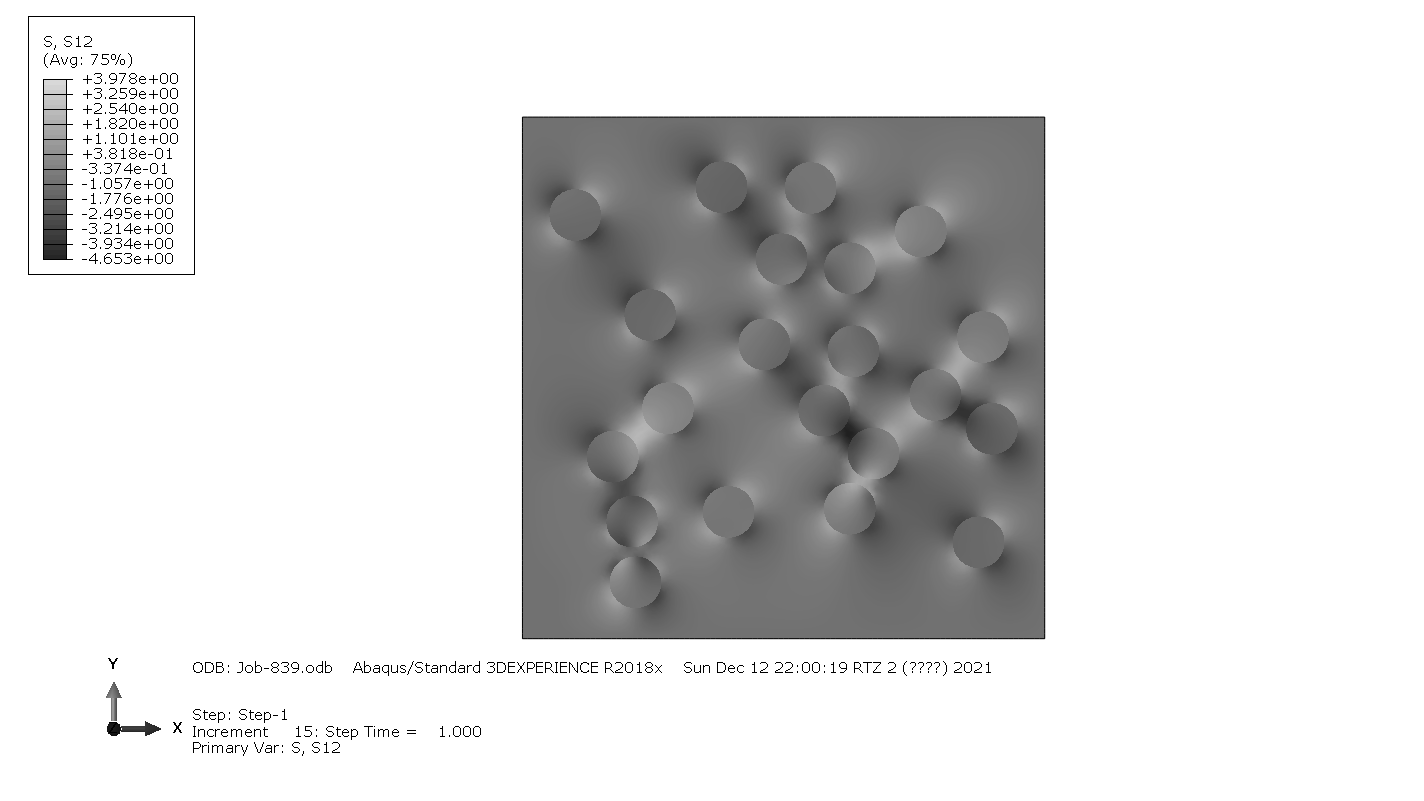 S, S12
(Avg: 75%)
+3.978e+00
+3.259e+00
+2.540e+00
+1.820e+00
+1.101e+00
+3.818e-01
-3.374e-01
-1.057e+00
-1.776e+00
-2.495e+00
-3.214e+00
-3.934e+00
-4.653e+00
Y
X
ODB: Job-839.odb Abaqus/Standard 3DEXPERIENCE R2018x Sun Dec 12 22:00:19 RTZ 2 (????) 2021
Step: Step-1
Increment 15: Step Time = 1.000
Primary Var: S, S12